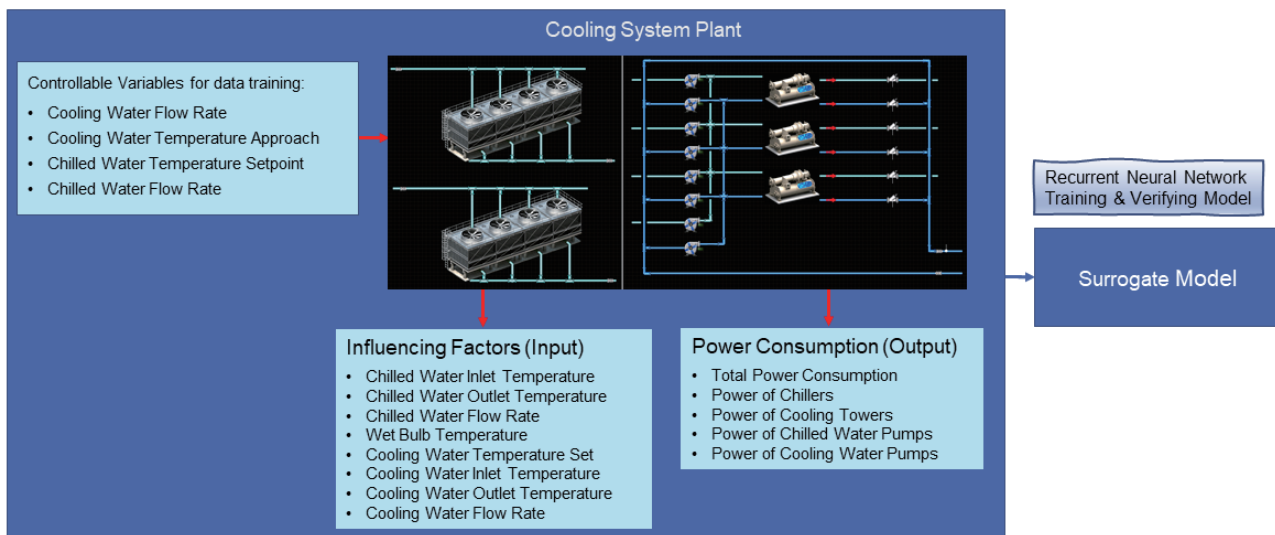 Cooling System Plant
Controllable Variables for data training:
• Cooling Water Flow Rate
• Cooling Water Temperature Approach
• Chilled Water Temperature Setpoint
• Chilled Water Flow Rate
Influencing Factors (Input)
• Chilled Water Inlet Temperature
• Chilled Water Outlet Temperature
• Chilled Water Flow Rate
• Wet Bulb Temperature
• Cooling Water Temperature Set
• Cooling Water Inlet Temperature
• Cooling Water Outlet Temperature
• Cooling Water Flow Rate
Power Consumption (Output)
• Total Power Consumption
• Power of Chillers
• Power of Cooling Towers
• Power of Chilled Water Pumps
• Power of Cooling Water Pumps
Recurrent Neural Network
Training & Verifying Model
Surrogate Model